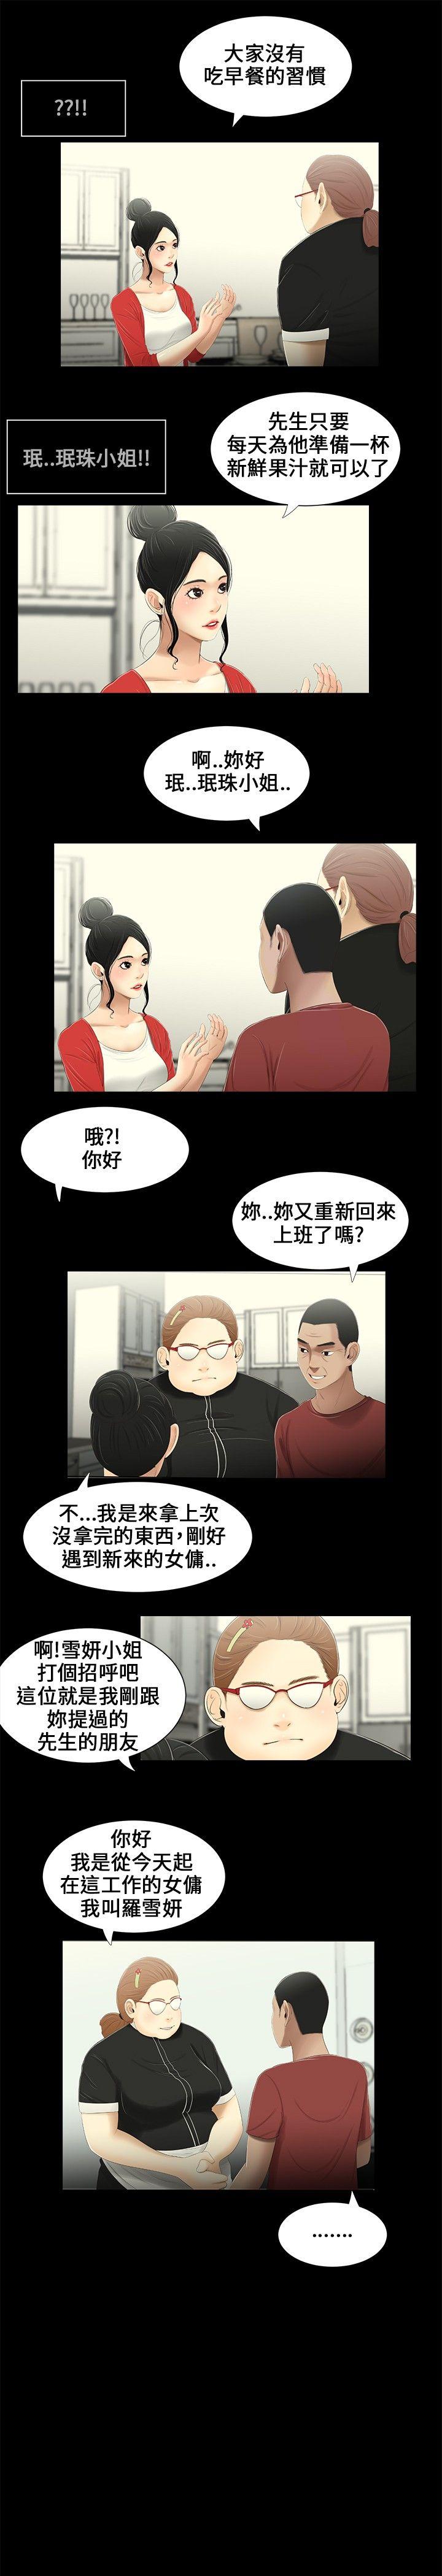 大家沒有
吃早餐的習慣
??!!
先生只要
每天為他準備一杯
新鮮果汁就可以了
珉..珉珠小姐!!
啊..妳好
珉..珉珠小姐..
哦?!
你好
妳..妳又重新回來
上班了嗎?
不...我是來拿上次
沒拿完的東西,剛好
遇到新來的女傭..
啊!雪妍小姐
打個招呼吧
這位就是我剛跟
妳提過的
先生的朋友
你好
我是從今天起
在這工作的女傭
我叫羅雪妍
.......